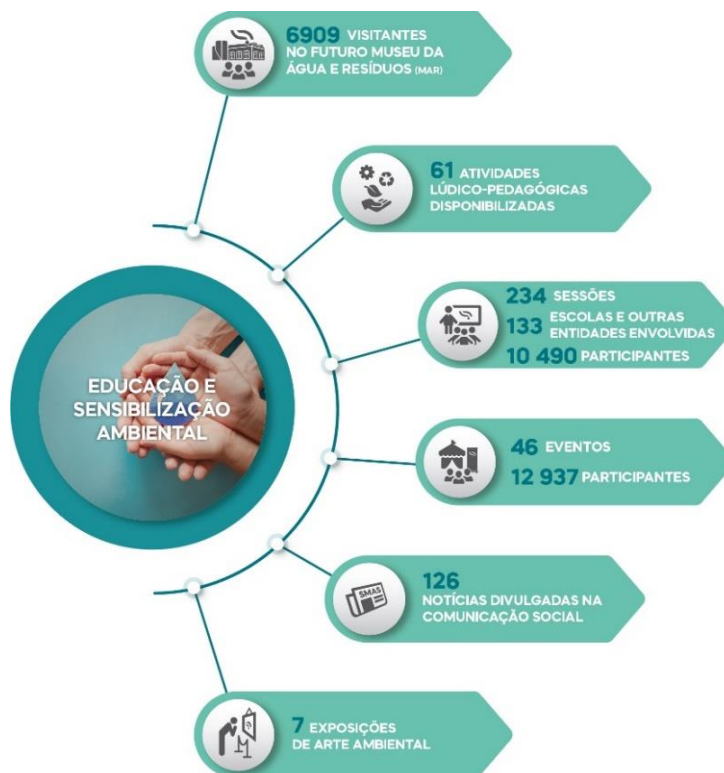 6909 VISITANTES
NO FUTURO MUSEU DA
ÁGUA E RESÍDUOS (MAR)
61 ATIVIDADES
LÚDICO-PEDAGÓGICAS
DISPONIBILIZADAS
234 SESSÕES
133 ESCOLAS E OUTRAS
ENTIDADES ENVOLVIDAS
10 490 PARTICIPANTES
EDUCAÇÃO E
SENSIBILIZAÇÃO
AMBIENTAL
46 EVENTOS
12 937 PARTICIPANTES
SMAS
126
NOTÍCIAS DIVULGADAS NA
COMUNICAÇÃO SOCIAL
7 EXPOSIÇÕES
DE ARTE AMBIENTAL